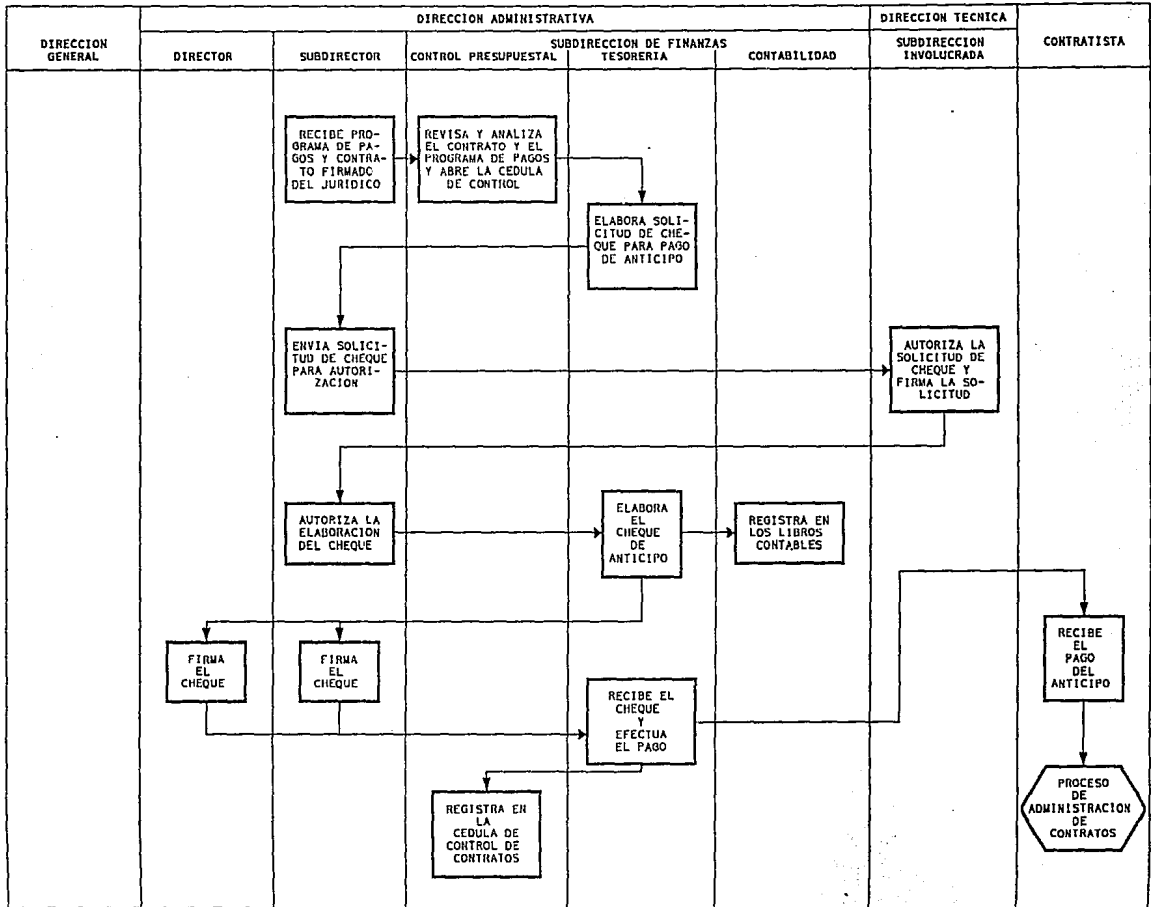 DIRECCION ADMINISTRATIVA
DIRECCION TECNICA
DIRECCION
GENERAL
DIRECTOR
SUBDIRECTOR
SUBDIRECCION DE FINANZAS
CONTROL PRESUPUESTAL
TESORERIA
CONTABILIDAD
SUBDIRECCION
INVOLUCRADA
CONTRATISTA
RECIBE PRO-
GRAMA DE PA-
GOS Y CONTRA-
TO FIRMADO
DEL JURIDICO
REVISA Y ANALIZA
EL CONTRATO Y EL
PROGRAMA DE PAGOS
Y ABRE LA CEDULA
DE CONTROL
ELABORA SOLI-
CITUD DE CHE-
QUE PARA PAGO
DE ANTICIPO
ENVIA SOLICI-
TUD DE CHEQUE
PARA AUTORI-
ZACION
AUTORIZA LA
SOLICITUD DE
CHEQUE Y
FIRMA LA SO-
LICITUD
AUTORIZA LA
ELABORACION
DEL CHEQUE
ELABORA
EL
CHEQUE
DE
ANTICIPO
REGISTRA EN
LOS LIBROS
CONTABLES
FIRMA
EL
CHEQUE
FIRMA
EL
CHEQUE
RECIBE EL
CHEQUE
Y
EFECTUA
EL PAGO
RECIBE
EL
PAGO
DEL
ANTICIPO
REGISTRA EN
LA
CEDULA DE
CONTROL DE
CONTRATOS
PROCESO
DE
ADMINISTRACION
DE
CONTRATOS